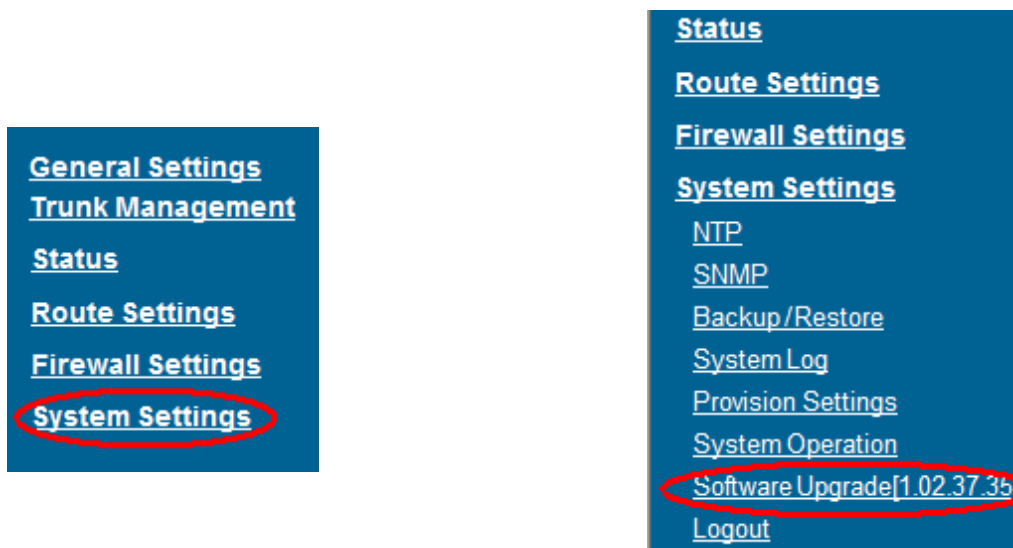 General Settings
Trunk Management
Status
Route Settings
Firewall Settings
System Settings
Status
Route Settings
Firewall Settings
System Settings
NTP
SNMP
Backup/Restore
System Log
Provision Settings
System Operation
Software Upgrade[1.02.37.35
Logout